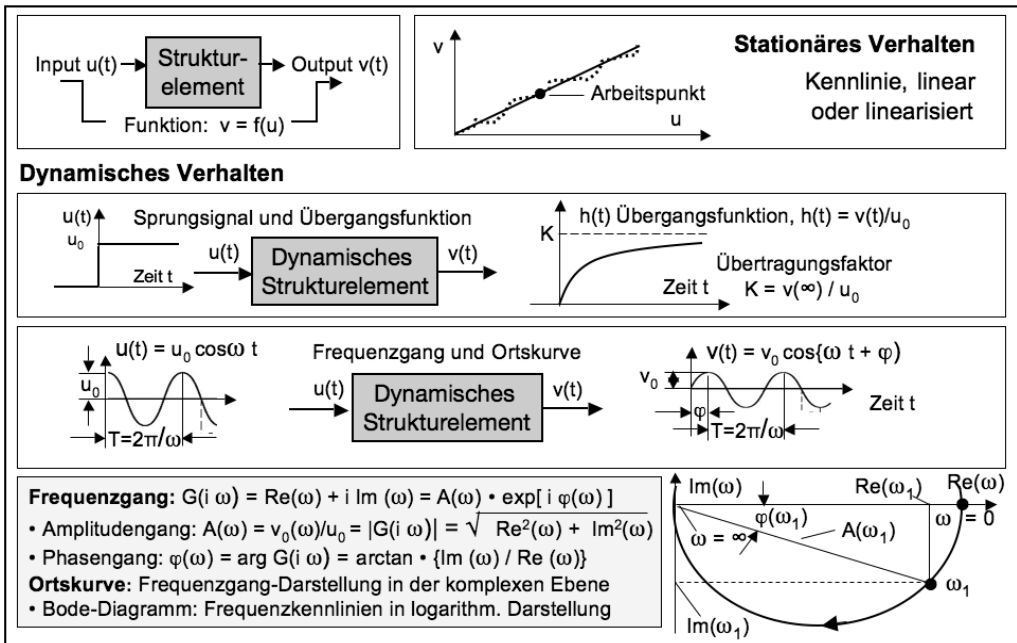 Input u(t)
Struktur-
element
Output v(t)
Funktion: v = f(u)
v
Arbeitspunkt
u
Stationäres Verhalten
Kennlinie, linear
oder linearisiert
Dynamisches Verhalten
u(t)
u₀
Zeit t
Sprungsignal und Übergangsfunktion
u(t)
Dynamisches
Strukturelement
v(t)
h(t) Übergangsfunktion, h(t) = v(t)/u₀
K
Übertragungsfaktor
Zeit t
K = v(∞) / u₀
u(t) = u₀ cosω t
u₀
T=2π/ω
Frequenzgang und Ortskurve
u(t)
Dynamisches
Strukturelement
v(t)
v(t) = v₀ cos{ω t + φ)
v₀
Zeit t
φ
T=2π/ω
Frequenzgang: G(i ω) = Re(ω) + i Im (ω) = A(ω) • exp[ i φ(ω) ]
• Amplitudengang: A(ω) = v₀(ω)/u₀ = |G(i ω)| = √ Re²(ω) + Im²(ω)
• Phasengang: φ(ω) = arg G(i ω) = arctan • {Im (ω) / Re (ω)}
Ortskurve: Frequenzgang-Darstellung in der komplexen Ebene
• Bode-Diagramm: Frequenzkennlinien in logarithm. Darstellung
Im(ω)
Re(ω₁)
Re(ω)
φ(ω₁)
ω = 0
ω = ∞
A(ω₁)
ω₁
Im(ω₁)